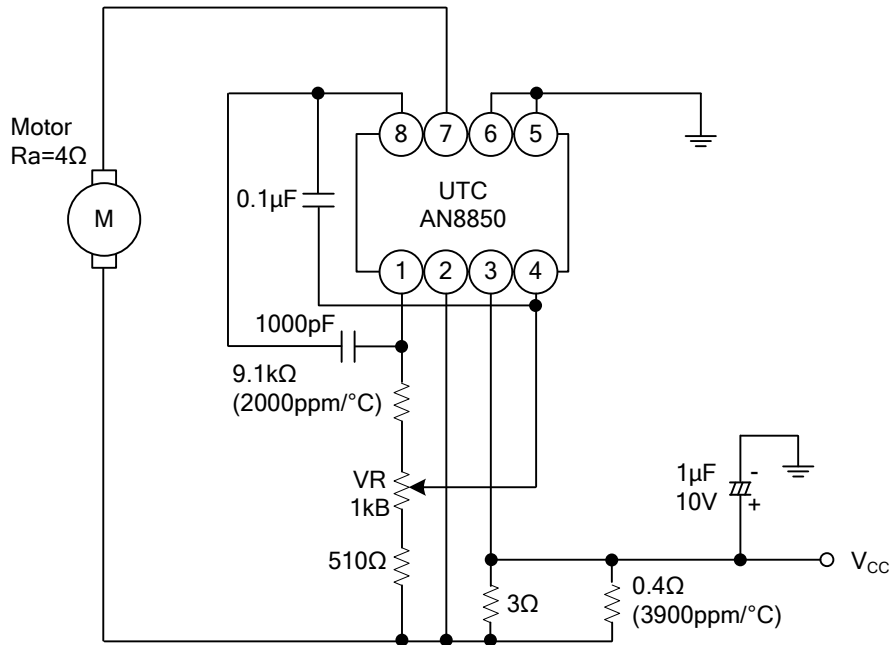 8
7
6
5
Motor
Ra=4Ω
UTC
AN8850
0.1µF
M
1
2
3
4
1000pF
9.1kΩ
(2000ppm/°C)
VR
1kB
1µF
10V
-
+
510Ω
VCC
3Ω
0.4Ω
(3900ppm/°C)